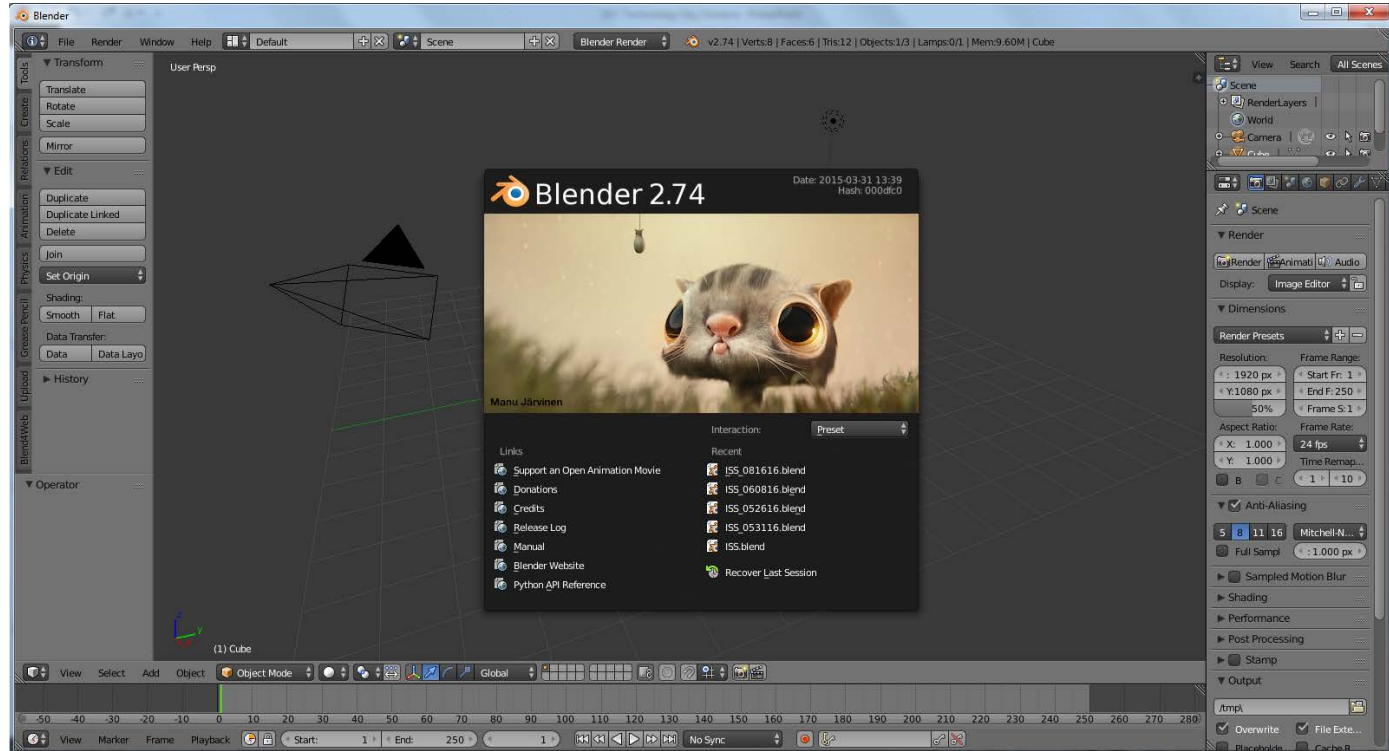 Blender
File Render Window Help Default Scene Blender Render v2.74 | Verts:8 | Faces:6 | Tris:12 | Objects:1/3 | Lamps:0/1 | Mem:9.60M | Cube
Tools
Create
Relations
Animation
Physics
Grease Pencil
Upload
Blend4Web
Transform
Translate
Rotate
Scale
Mirror
Edit
Duplicate
Duplicate Linked
Delete
Join
Set Origin
Shading:
Smooth Flat
Data Transfer:
Data Data Layo
History
Operator
User Persp
(1) Cube
Blender 2.74
Date: 2015-03-31 13:39
Hash: 000dfc0
Manu Järvinen
Interaction: Preset
Links
Support an Open Animation Movie
Donations
Credits
Release Log
Manual
Blender Website
Python API Reference
Recent
ISS_081616.blend
ISS_060816.blend
ISS_052616.blend
ISS_053116.blend
ISS.blend
Recover Last Session
View Search All Scenes
Scene
RenderLayers
World
Camera
Cube
Scene
Render
Render Animati Audio
Display: Image Editor
Dimensions
Render Presets
Resolution: Frame Range:
: 1920 px Start Fr: 1
Y:1080 px End F: 250
50% Frame S: 1
Aspect Ratio: Frame Rate:
X: 1.000 24 fps
Y: 1.000 Time Remap...
B C 1 10
Anti-Aliasing
5 8 11 16 Mitchell-N...
Full Sampl : 1.000 px
Sampled Motion Blur
Shading
Performance
Post Processing
Stamp
Output
/tmp\
Overwrite File Exte...
Placeholde Cache R
z
Y
View Select Add Object Object Mode Global
-50 -40 -30 -20 -10 0 10 20 30 40 50 60 70 80 90 100 110 120 130 140 150 160 170 180 190 200 210 220 230 240 250 260 270 280
View Marker Frame Playback Start: 1 End: 250 1 No Sync